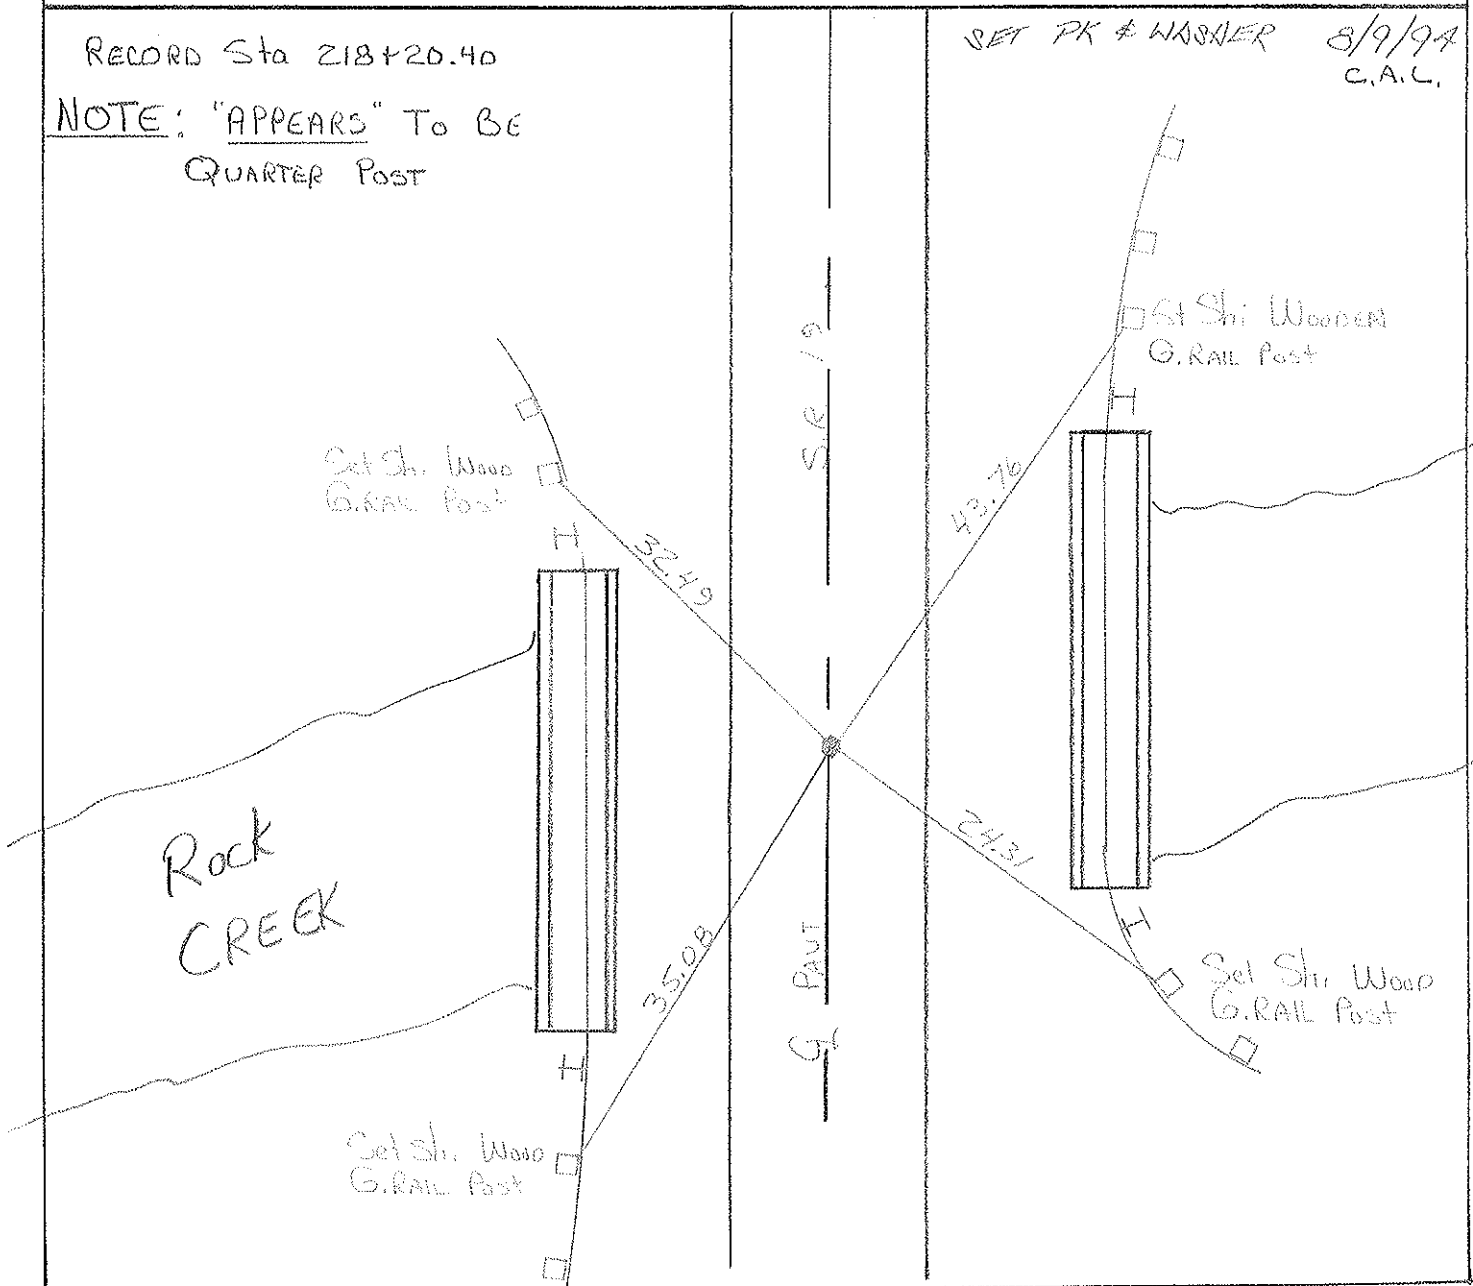 RECORD Sta 218+20.40
NOTE: "APPEARS" To BE
QUARTER POST
SET PK & WASHER 8/9/94
C.A.L.
S.R. 19
St Shi WOODEN
G.RAIL Post
Set Shi WOOD
G.RAIL Post
32.49
43.76
Rock
CREEK
24.31
35.08
℄ PAVT
Set Shi WOOD
G.RAIL Post
Set Shi WOOD
G.RAIL Post